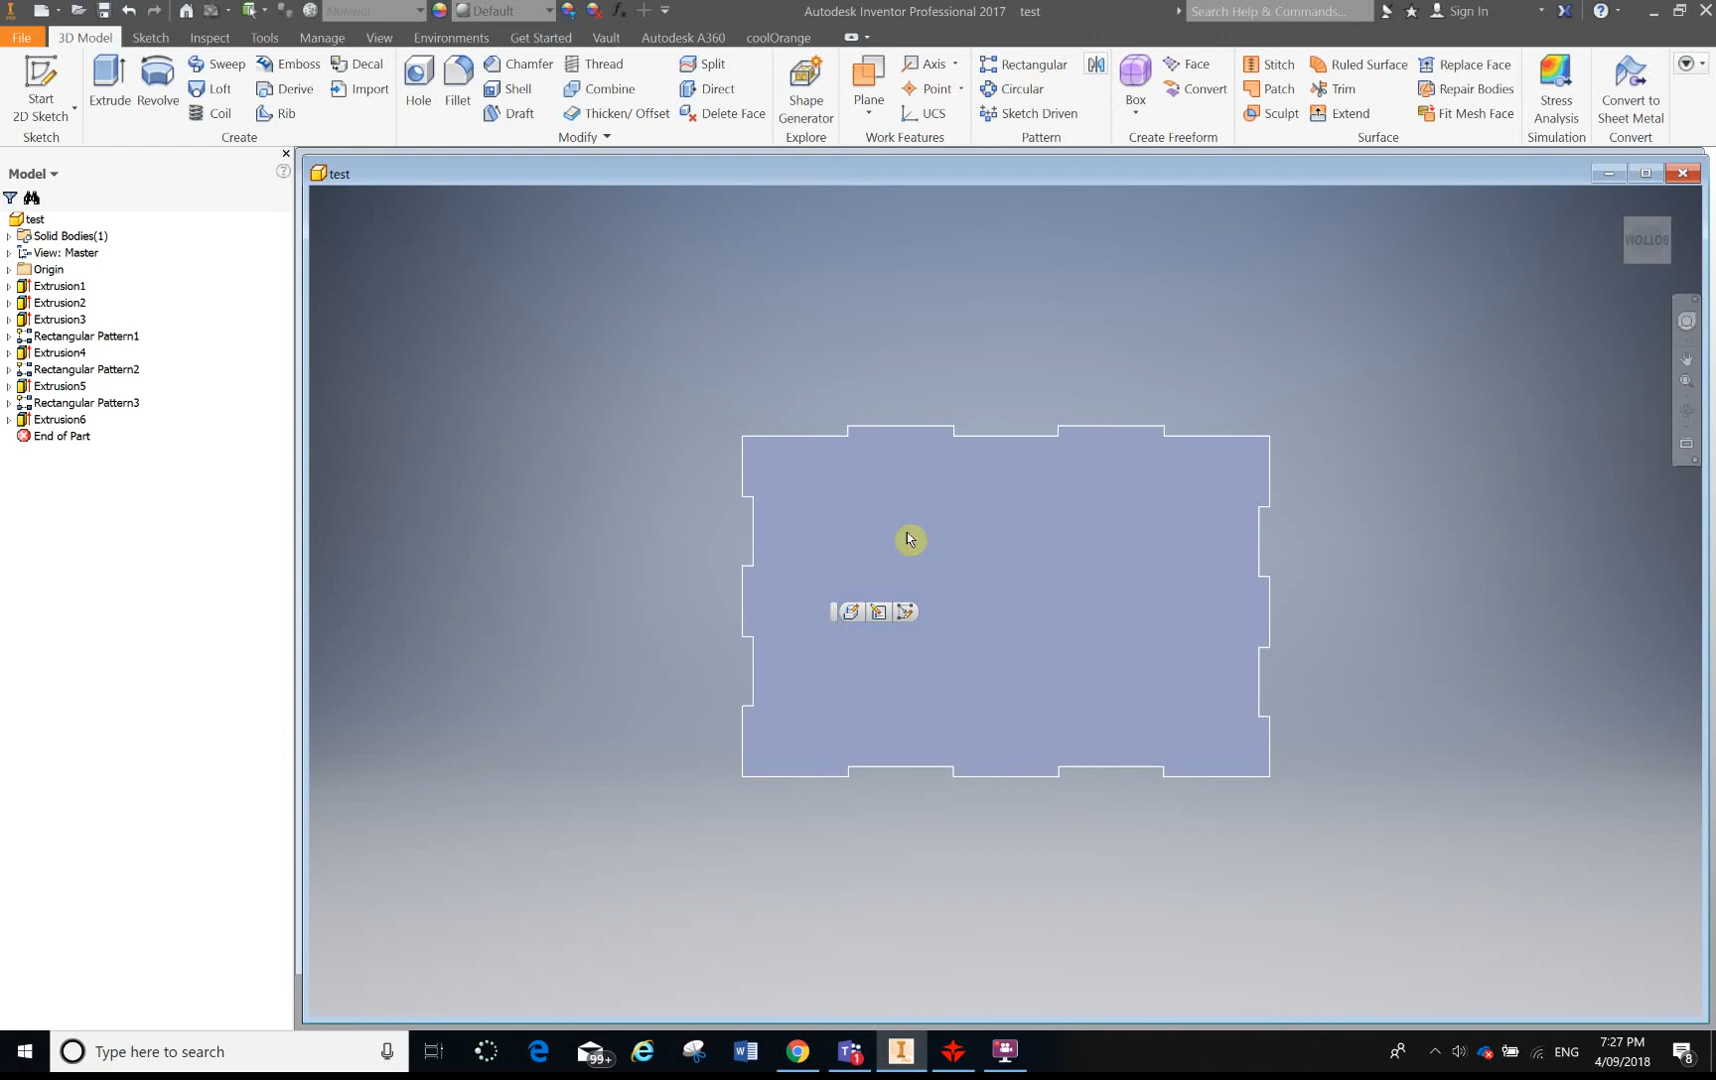 Material Default Autodesk Inventor Professional 2017 test Search Help & Commands... Sign In
File 3D Model Sketch Inspect Tools Manage View Environments Get Started Vault Autodesk A360 coolOrange
Start
2D Sketch
Sketch
Extrude Revolve
Sweep Emboss Decal
Loft Derive Import
Coil Rib
Create
Hole Fillet
Chamfer Thread Split
Shell Combine Direct
Draft Thicken/ Offset Delete Face
Modify
Shape
Generator
Explore
Plane
Axis
Point
UCS
Work Features
Rectangular
Circular
Sketch Driven
Pattern
Box
Face
Convert
Create Freeform
Stitch Ruled Surface Replace Face
Patch Trim Repair Bodies
Sculpt Extend Fit Mesh Face
Surface
Stress
Analysis
Simulation
Convert to
Sheet Metal
Convert
Model
test
Solid Bodies(1)
View: Master
Origin
Extrusion1
Extrusion2
Extrusion3
Rectangular Pattern1
Extrusion4
Rectangular Pattern2
Extrusion5
Rectangular Pattern3
Extrusion6
End of Part
test
BOTTOM
Type here to search
99+
1
ENG
7:27 PM
4/09/2018
8